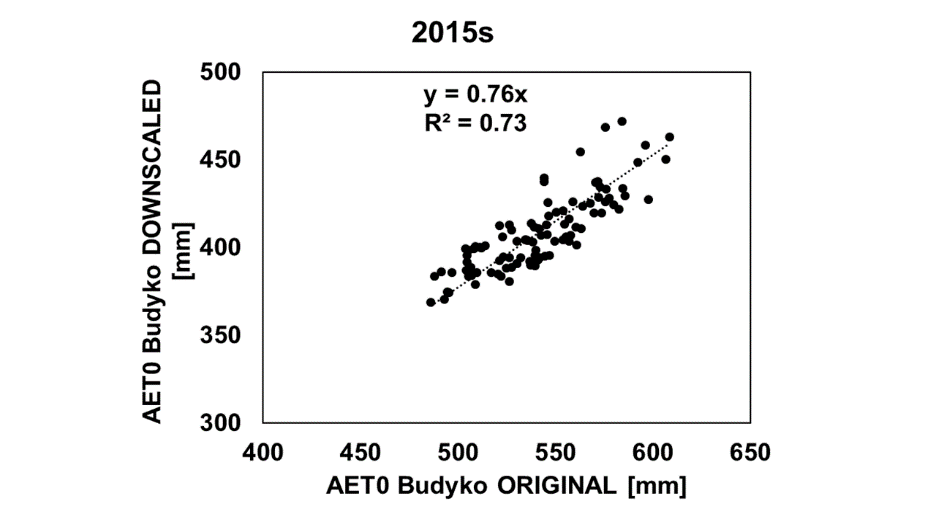 2015s
AET0 Budyko DOWNSCALED
[mm]
500
450
400
350
300
y = 0.76x
R² = 0.73
400 450 500 550 600 650
AET0 Budyko ORIGINAL [mm]